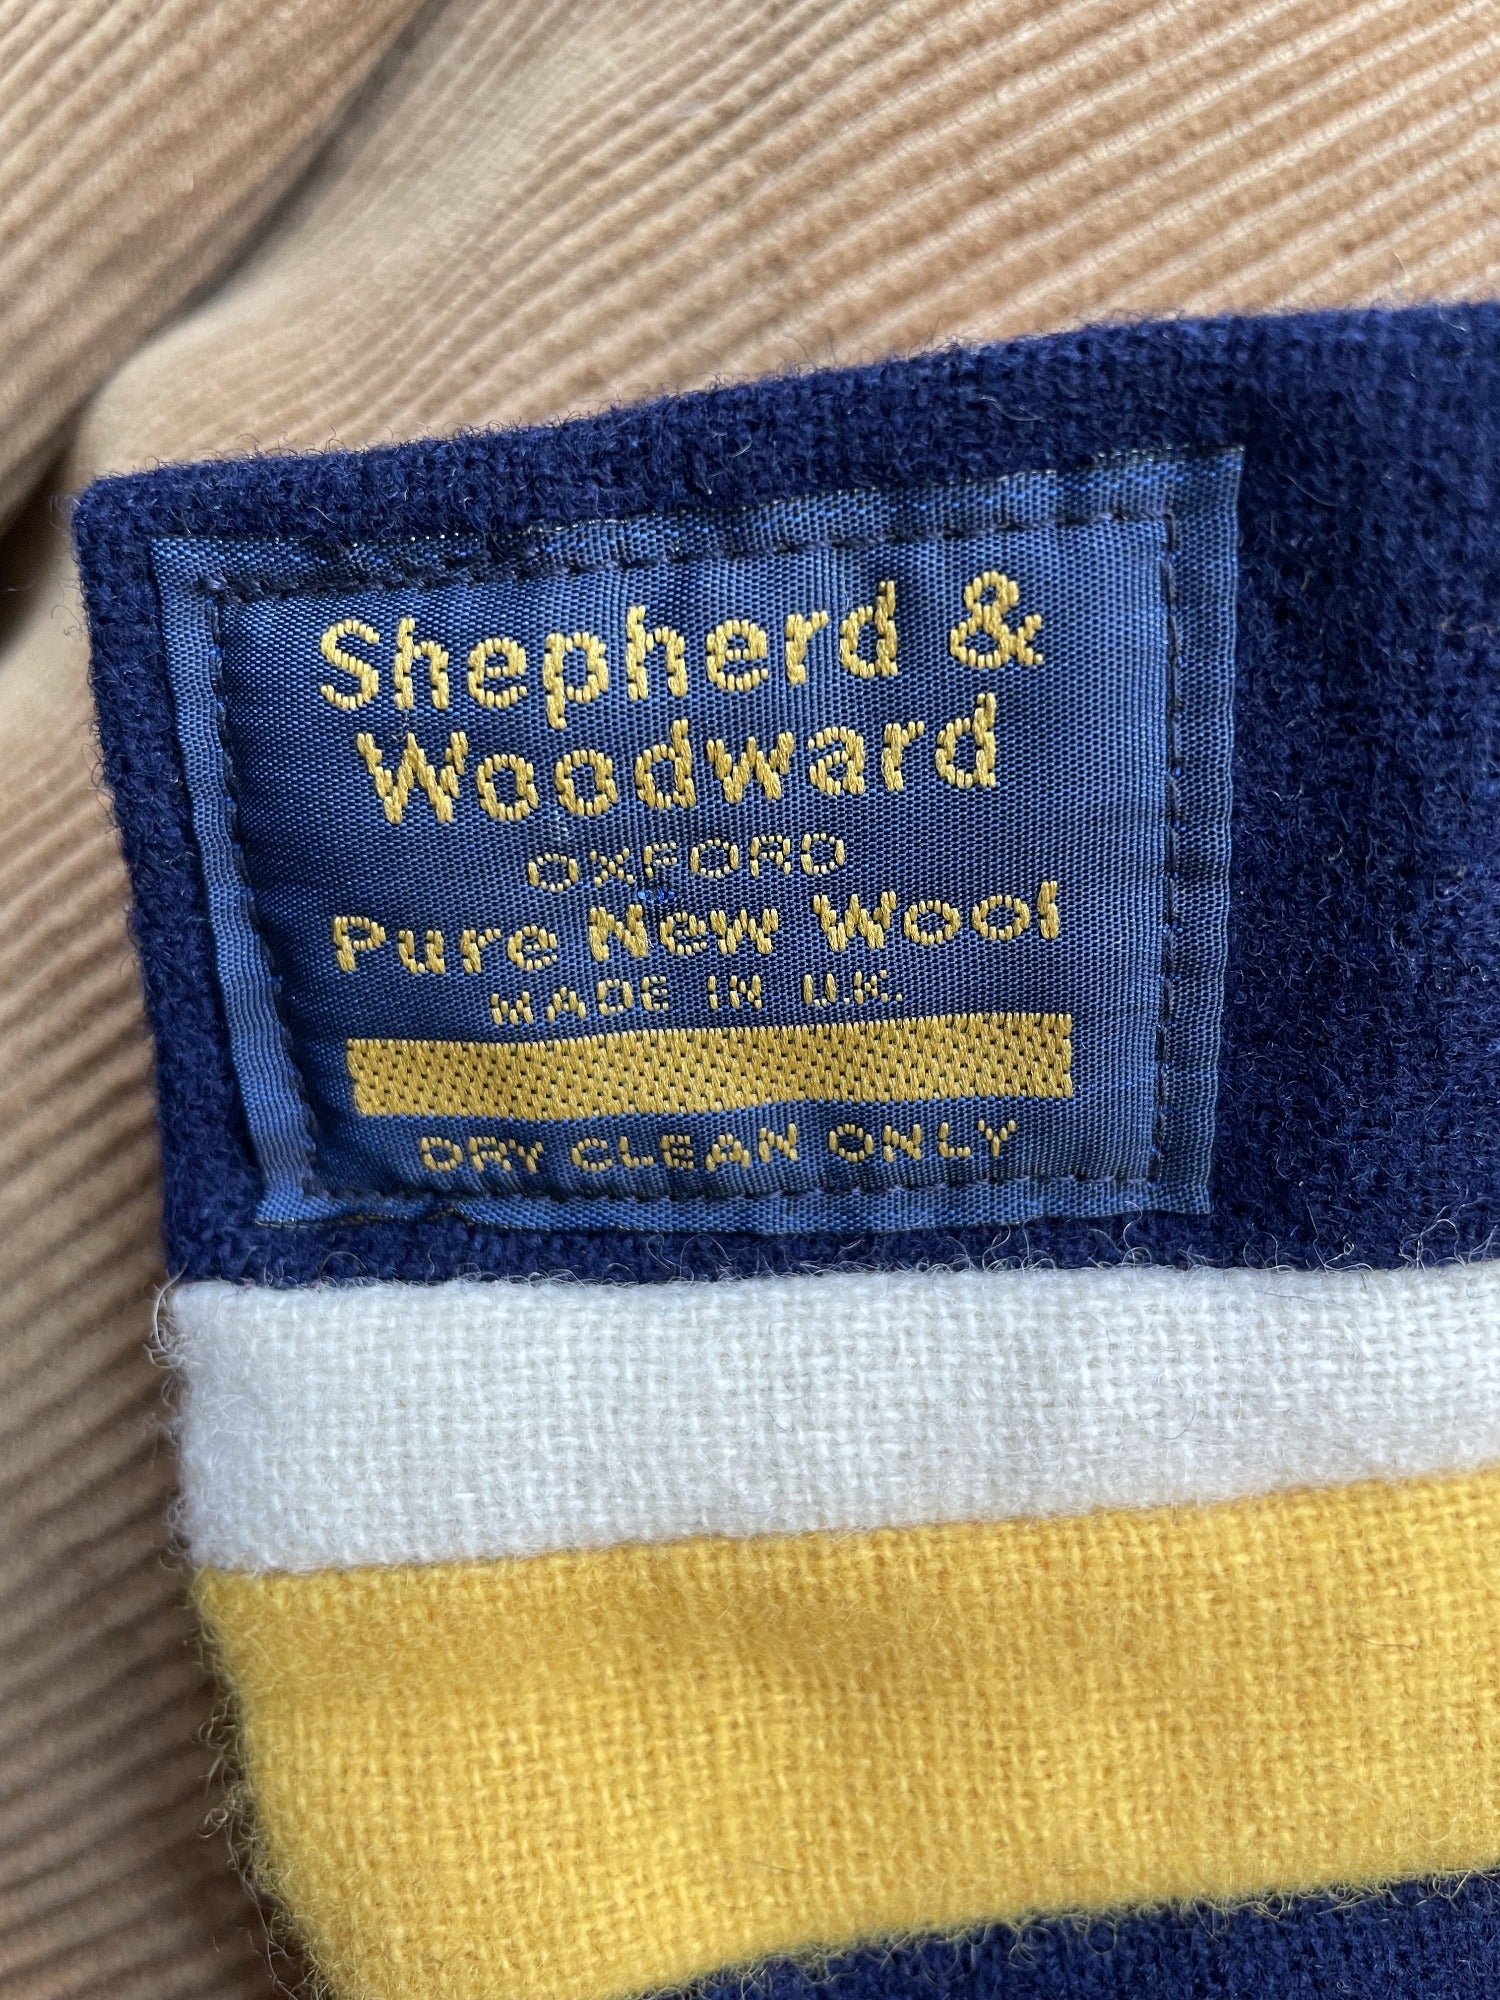 Shepherd &
Woodward
OXFORD
Pure New Wool
MADE IN U.K.
DRY CLEAN ONLY